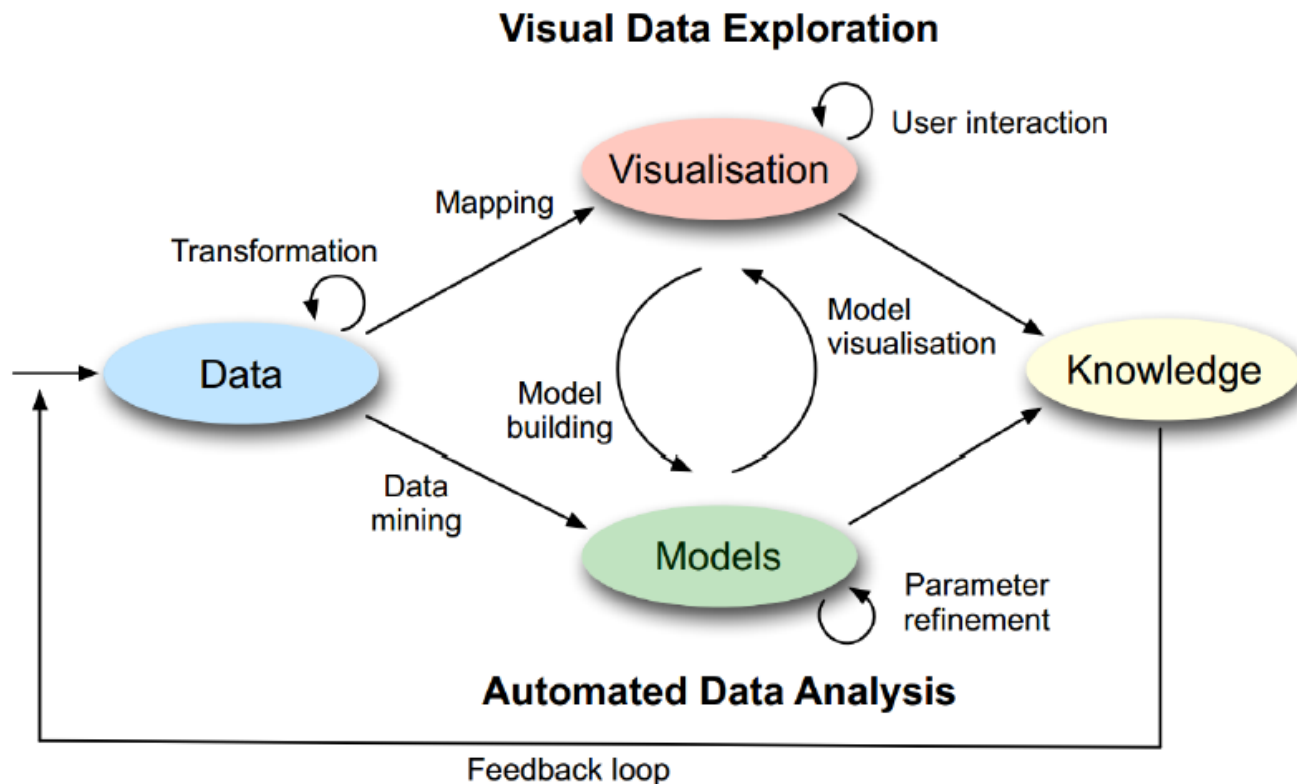 Visual Data Exploration
User interaction
Visualisation
Mapping
Transformation
Model
visualisation
Data
Knowledge
Model
building
Data
mining
Models
Parameter
refinement
Automated Data Analysis
Feedback loop